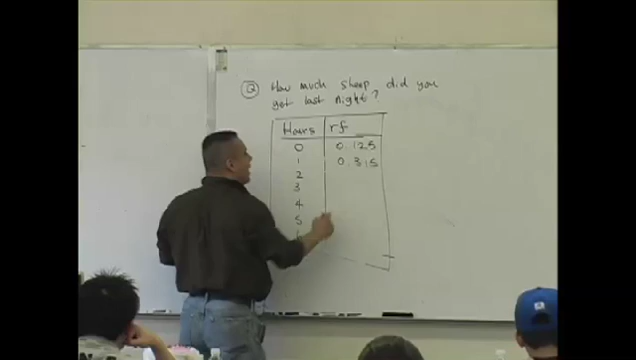 Q How much sheep did you
get last night?
Hours rf
0 0.125
1 0.315
2
3
4
5